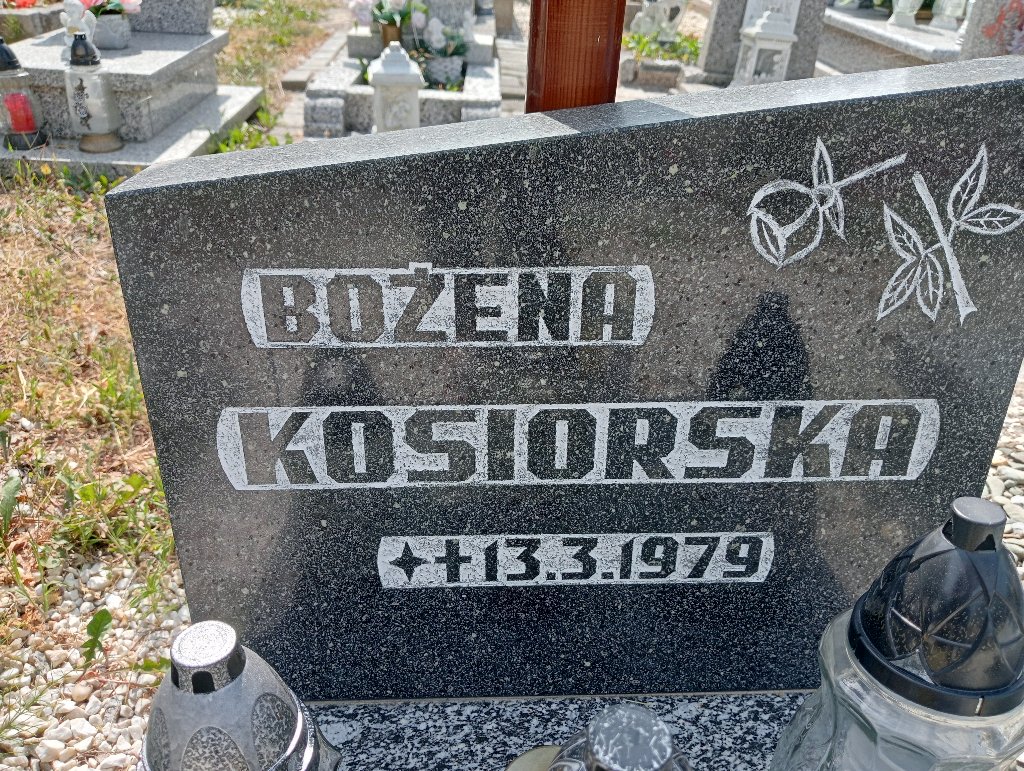 BOŻENA
KOSIORSKA
✦✝13.3.1979